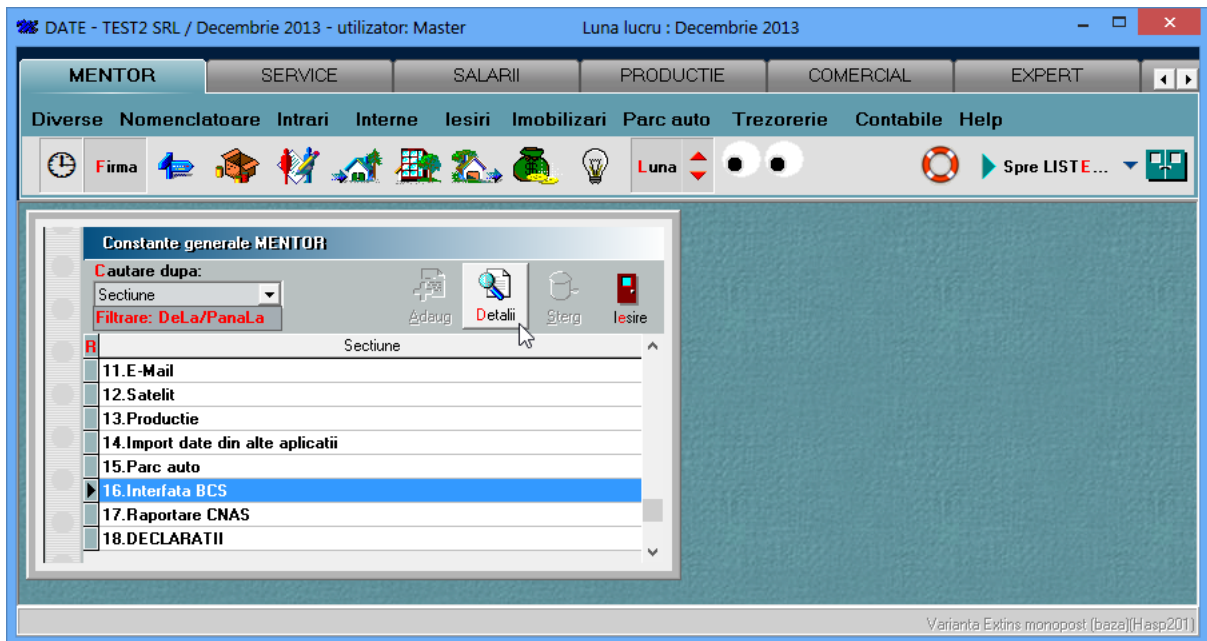 DATE - TEST2 SRL / Decembrie 2013 - utilizator: Master Luna lucru : Decembrie 2013
MENTOR SERVICE SALARII PRODUCTIE COMERCIAL EXPERT
Diverse Nomenclatoare Intrari Interne Iesiri Imobilizari Parc auto Trezorerie Contabile Help
Firma Luna Spre LISTE...
Constante generale MENTOR
Cautare dupa:
Sectiune
Filtrare: DeLa/PanaLa
Adaug Detalii Sterg Iesire
R Sectiune
11.E-Mail
12.Satelit
13.Productie
14.Import date din alte aplicatii
15.Parc auto
16.Interfata BCS
17.Raportare CNAS
18.DECLARATII
Varianta Extins monopost (baza)(Hasp201)